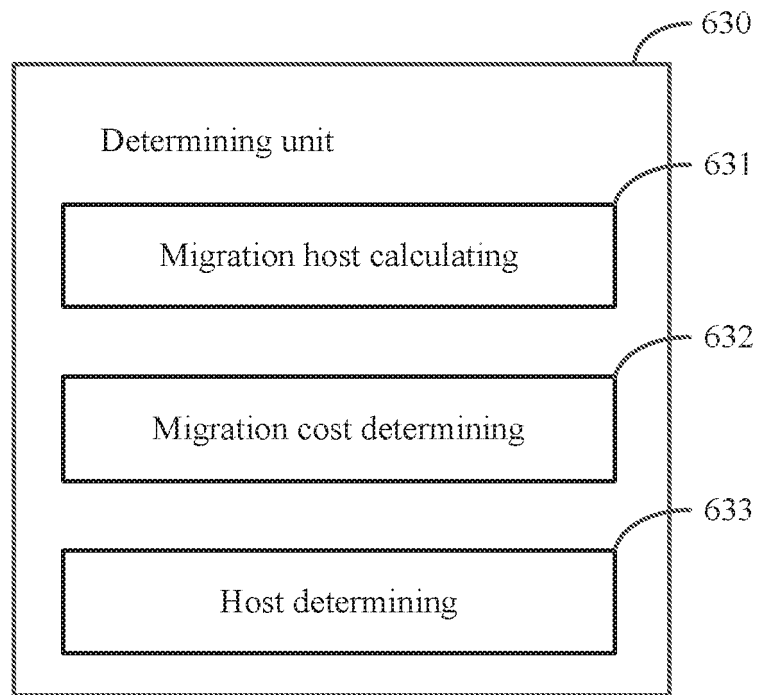 630
Determining unit
631
Migration host calculating
632
Migration cost determining
633
Host determining